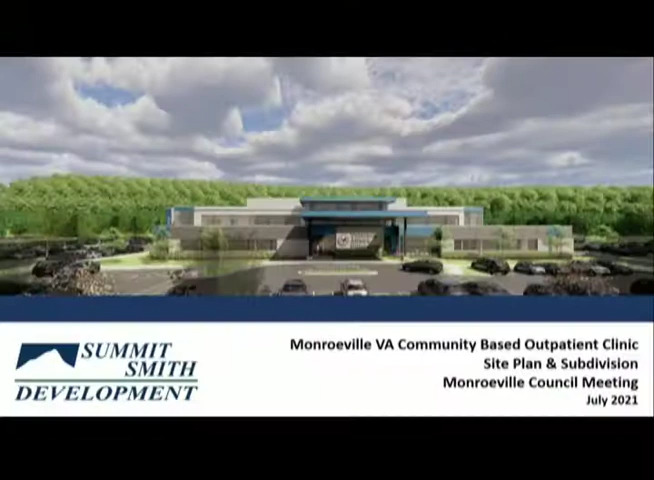 Monroeville VA Community Based Outpatient Clinic
Site Plan & Subdivision
Monroeville Council Meeting
July 2021
SUMMIT
SMITH
DEVELOPMENT